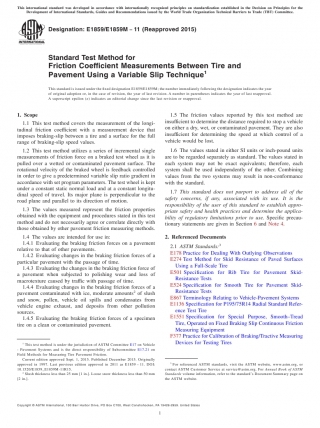 This international standard was developed in accordance with internationally recognized principles on standardization established in the Decision on Principles for the
Development of International Standards, Guides and Recommendations issued by the World Trade Organization Technical Barriers to Trade (TBT) Committee.
Designation: E1859/E1859M – 11 (Reapproved 2015)
Standard Test Method for
Friction Coefficient Measurements Between Tire and
Pavement Using a Variable Slip Technique1
This standard is issued under the fixed designation E1859/E1859M; the number immediately following the designation indicates the year
of original adoption or, in the case of revision, the year of last revision. A number in parentheses indicates the year of last reapproval.
A superscript epsilon (ε) indicates an editorial change since the last revision or reapproval.
1. Scope
1.1 This test method covers the measurement of the longi-
tudinal friction coefficient with a measurement device that
imposes braking-slip between a tire and a surface for the full
range of braking-slip speed values.
1.2 This test method utilizes a series of incremental single
measurements of friction force on a braked test wheel as it is
pulled over a wetted or contaminated pavement surface. The
rotational velocity of the braked wheel is feedback controlled
in order to give a predetermined variable slip ratio gradient in
accordance with set program parameters. The test wheel is kept
under a constant static normal load and at a constant longitu-
dinal speed of travel. Its major plane is perpendicular to the
road plane and parallel to its direction of motion.
1.3 The values measured represent the friction properties
obtained with the equipment and procedures stated in this test
method and do not necessarily agree or correlate directly with
those obtained by other pavement friction measuring methods.
1.4 The values are intended for use in:
1.4.1 Evaluating the braking friction forces on a pavement
relative to that of other pavements.
1.4.2 Evaluating changes in the braking friction forces of a
particular pavement with the passage of time.
1.4.3 Evaluating the changes in the braking friction force of
a pavement when subjected to polishing wear and loss of
macrotexture caused by traffic with passage of time.
1.4.4 Evaluating changes in the braking friction forces of a
pavement contaminated with ice, moderate amounts2 of slush
and snow, pollen, vehicle oil spills and condensates from
vehicle engine exhaust, and deposits from other pollution
sources.
1.4.5 Evaluating the braking friction forces of a specimen
tire on a clean or contaminated pavement.
1 This test method is under the jurisdiction of ASTM Committee E17 on Vehicle
- Pavement Systems and is the direct responsibility of Subcommittee E17.21 on
Field Methods for Measuring Tire Pavement Friction.
Current edition approved Sept. 1, 2015. Published December 2015. Originally
approved in 1997. Last previous edition approved in 2011 as E1859 – 11. DOI:
10.1520/E1859_E1859M-11R15.
2 Slush thickness less than 25 mm [1 in.]. Loose snow thickness less than 50 mm
[2 in.].
1.5 The friction values reported by this test method are
insufficient to determine the distance required to stop a vehicle
on either a dry, wet, or contaminated pavement. They are also
insufficient for determining the speed at which control of a
vehicle would be lost.
1.6 The values stated in either SI units or inch-pound units
are to be regarded separately as standard. The values stated in
each system may not be exact equivalents; therefore, each
system shall be used independently of the other. Combining
values from the two systems may result in non-conformance
with the standard.
1.7 This standard does not purport to address all of the
safety concerns, if any, associated with its use. It is the
responsibility of the user of this standard to establish appro-
priate safety and health practices and determine the applica-
bility of regulatory limitations prior to use. Specific precau-
tionary statements are given in Section 6 and Note 4.
2. Referenced Documents
2.1 ASTM Standards:3
E178 Practice for Dealing With Outlying Observations
E274 Test Method for Skid Resistance of Paved Surfaces
Using a Full-Scale Tire
E501 Specification for Rib Tire for Pavement Skid-
Resistance Tests
E524 Specification for Smooth Tire for Pavement Skid-
Resistance Tests
E867 Terminology Relating to Vehicle-Pavement Systems
E1136 Specification for P195/75R14 Radial Standard Refer-
ence Test Tire
E1551 Specification for Special Purpose, Smooth-Tread
Tire, Operated on Fixed Braking Slip Continuous Friction
Measuring Equipment
F377 Practice for Calibration of Braking/Tractive Measuring
Devices for Testing Tires
3 For referenced ASTM standards, visit the ASTM website, www.astm.org, or
contact ASTM Customer Service at service@astm.org. For Annual Book of ASTM
Standards volume information, refer to the standard's Document Summary page on
the ASTM website.
Copyright © ASTM International, 100 Barr Harbor Drive, PO Box C700, West Conshohocken, PA 19428-2959. United States
1